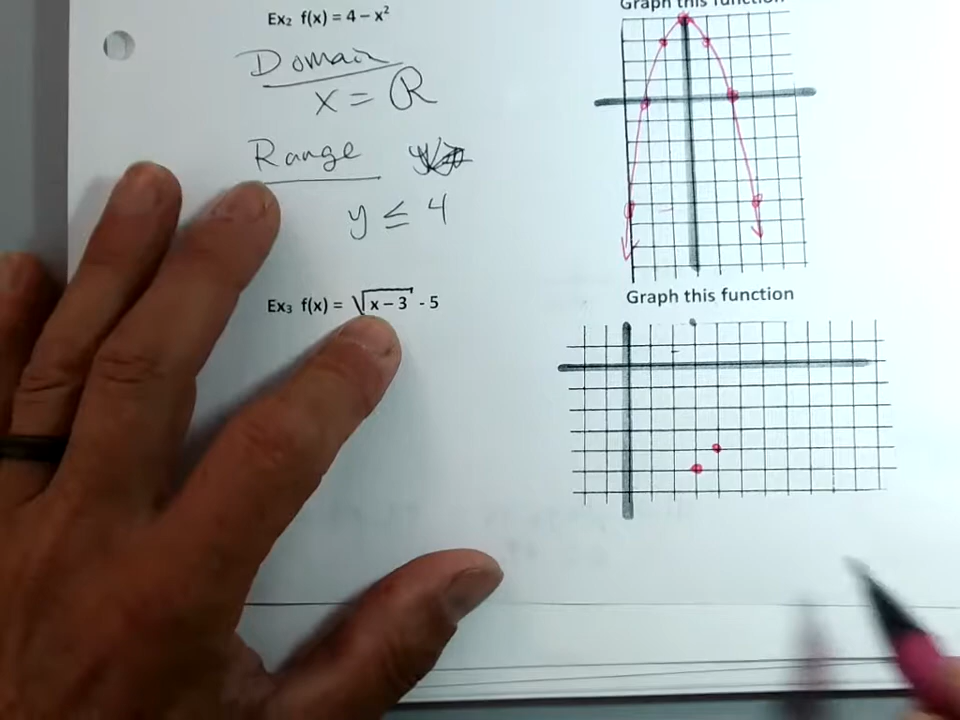 Graph this function
Ex2 f(x) = 4 – x²
Domain
x = ℝ
Range
y ≤ 4
Ex3 f(x) = √x – 3 - 5
Graph this function